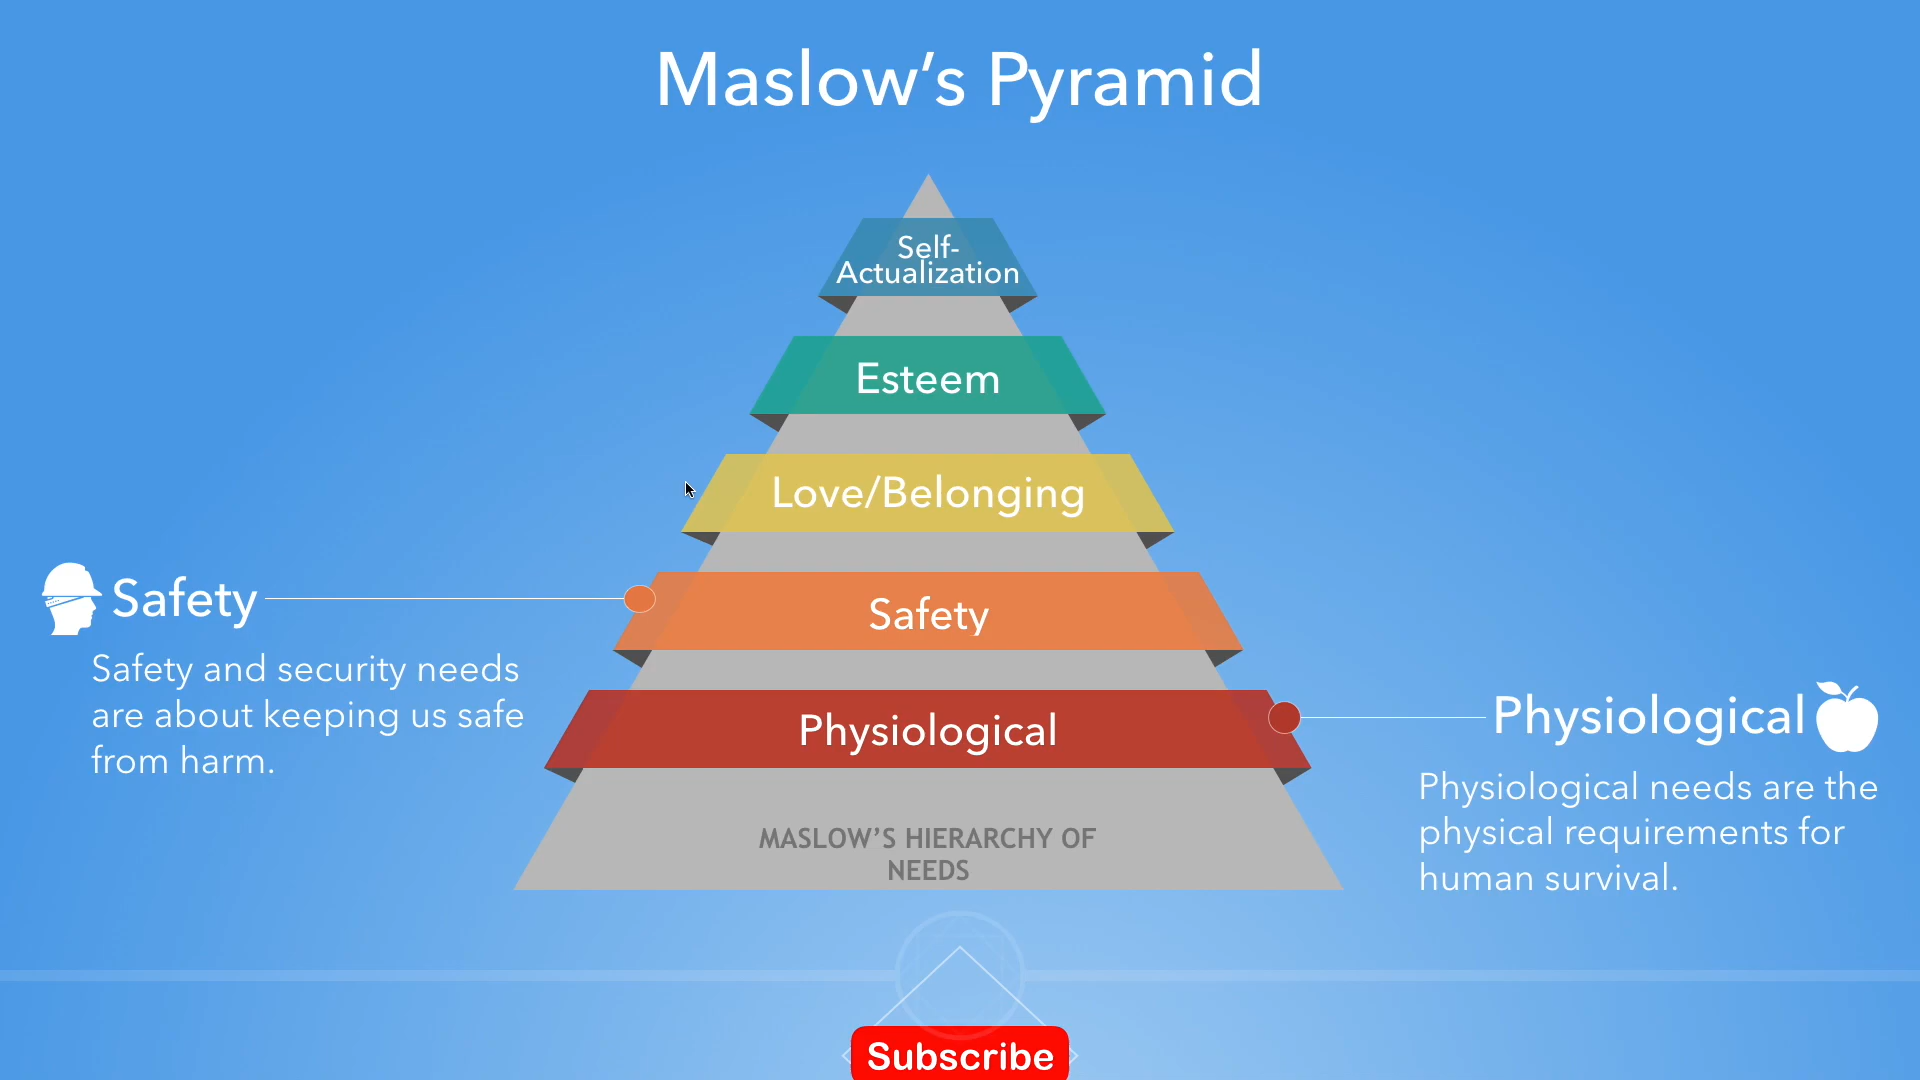 Maslow’s Pyramid
Self-
Actualization
Esteem
Love/Belonging
Safety
Safety and security needs
are about keeping us safe
from harm.
Safety
Physiological
Physiological
Physiological needs are the
physical requirements for
human survival.
MASLOW’S HIERARCHY OF
NEEDS
Subscribe